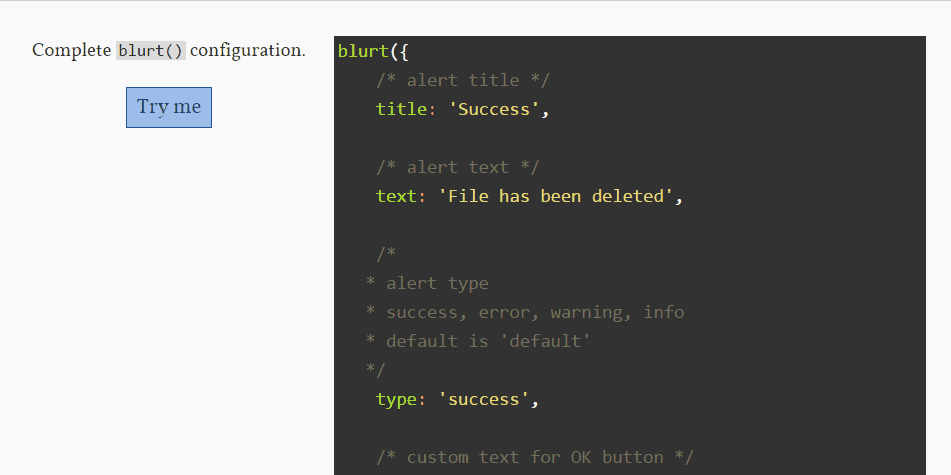 Complete blurt() configuration.
Try me
blurt({
/* alert title */
title: 'Success',
/* alert text */
text: 'File has been deleted',
/*
* alert type
* success, error, warning, info
* default is 'default'
*/
type: 'success',
/* custom text for OK button */